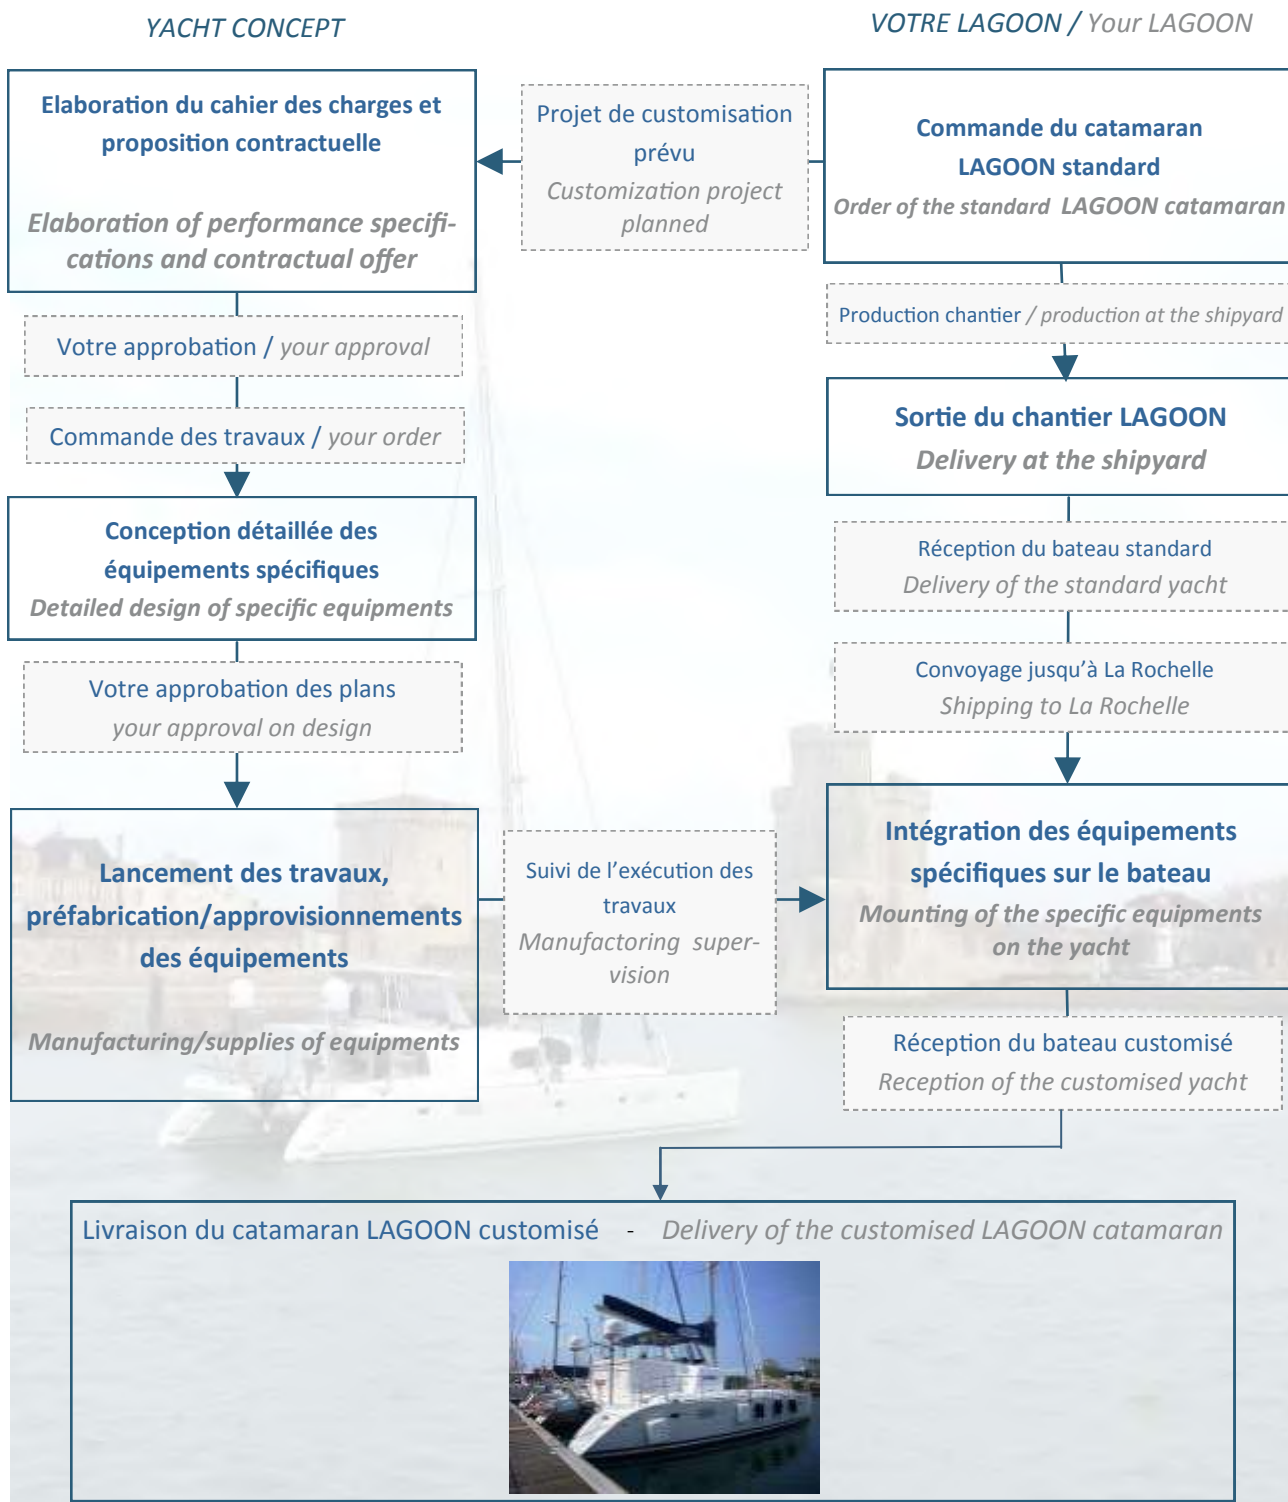 YACHT CONCEPT
VOTRE LAGOON / Your LAGOON
Elaboration du cahier des charges et
proposition contractuelle
Elaboration of performance specifi-
cations and contractual offer
Projet de customisation
prévu
Customization project
planned
Commande du catamaran
LAGOON standard
Order of the standard LAGOON catamaran
Votre approbation / your approval
Production chantier / production at the shipyard
Commande des travaux / your order
Sortie du chantier LAGOON
Delivery at the shipyard
Conception détaillée des
équipements spécifiques
Detailed design of specific equipments
Réception du bateau standard
Delivery of the standard yacht
Votre approbation des plans
your approval on design
Convoyage jusqu’à La Rochelle
Shipping to La Rochelle
Lancement des travaux,
préfabrication/approvisionnements
des équipements
Manufacturing/supplies of equipments
Suivi de l’exécution des
travaux
Manufactoring super-
vision
Intégration des équipements
spécifiques sur le bateau
Mounting of the specific equipments
on the yacht
Réception du bateau customisé
Reception of the customised yacht
Livraison du catamaran LAGOON customisé - Delivery of the customised LAGOON catamaran